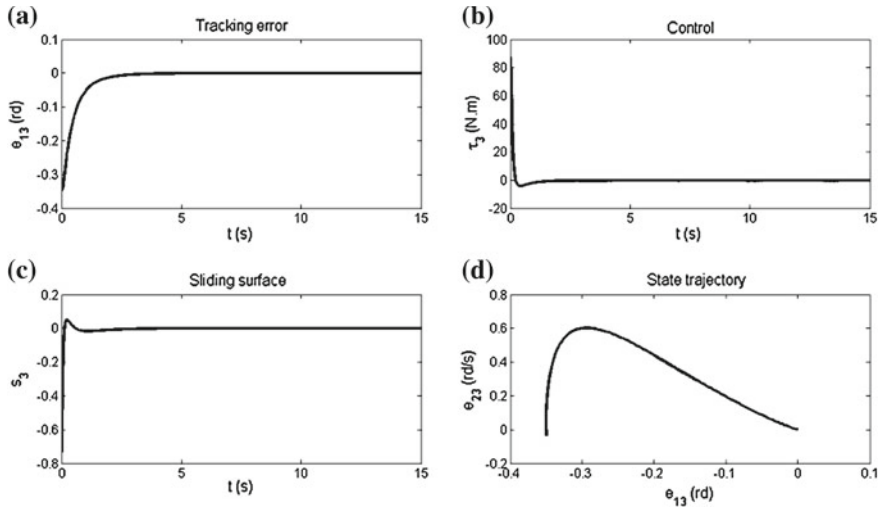 (a)
Tracking error
0.1
0
-0.1
-0.2
-0.3
-0.4
e13 (rd)
0 5 10 15
t (s)
(b)
Control
100
80
60
40
20
0
-20
τ3 (N.m)
0 5 10 15
t (s)
(c)
Sliding surface
0.2
0
-0.2
-0.4
-0.6
-0.8
s3
0 5 10 15
t (s)
(d)
State trajectory
0.8
0.6
0.4
0.2
0
-0.2
e23 (rd/s)
-0.4 -0.3 -0.2 -0.1 0 0.1
e13 (rd)